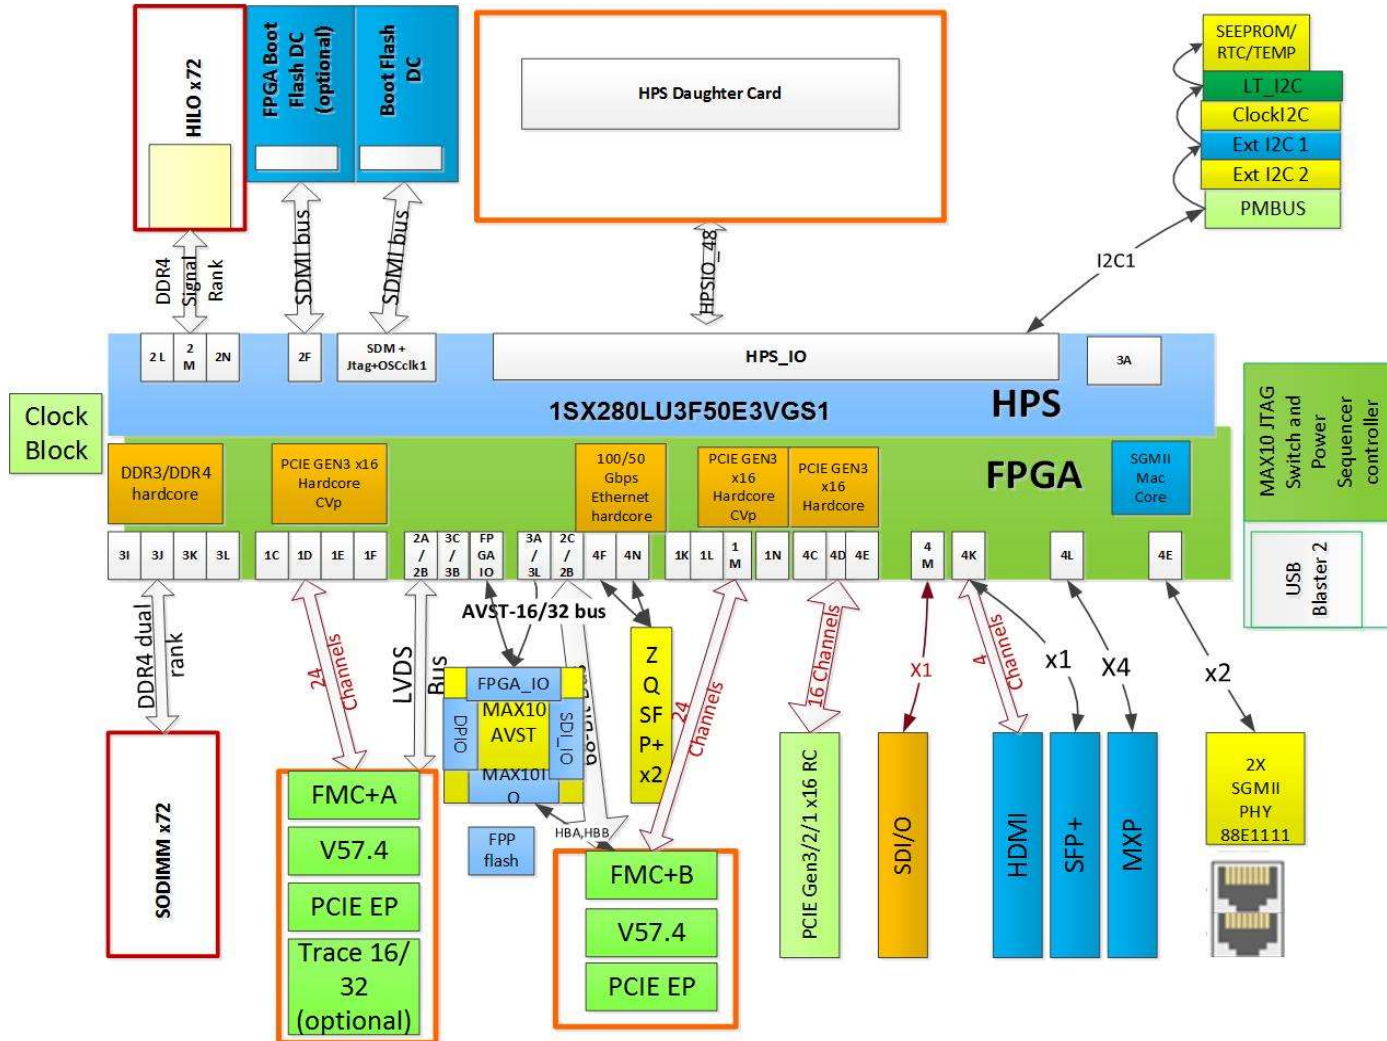 HILO x72
FPGA Boot
Flash DC
(optional)
Boot Flash
DC
HPS Daughter Card
SEEPROM/
RTC/TEMP
LT_I2C
ClockI2C
Ext I2C 1
Ext I2C 2
PMBUS
DDR4
Signal
Rank
SDMI bus
SDMII bus
HPSIO_48
I2C1
2 L
2
M
2N
2F
SDM +
Jtag+OSCclk1
HPS_IO
3A
1SX280LU3F50E3VGS1
HPS
Clock
Block
MAX10 JTAG
Switch and
Power
Sequencer
controller
DDR3/DDR4
hardcore
PCIE GEN3 x16
Hardcore
CVp
100/50
Gbps
Ethernet
hardcore
PCIE GEN3
x16
Hardcore
CVp
PCIE GEN3
x16
Hardcore
FPGA
SGMII
Mac
Core
3I
3J
3K
3L
1C
1D
1E
1F
2A
/
2B
3C
/
3B
FP
GA
IO
3A
/
3L
2C
/
2B
4F
4N
1K
1L
1
M
1N
4C
4D
4E
4
M
4K
4L
4E
USB
Blaster 2
DDR4 dual
rank
24
Channels
LVDS
Bus
AVST-16/32 bus
FPGA_IO
DPIO
MAX10
AVST
SDI_IO
MAX10I
O
68-bit Bus
Z
Q
SF
P+
x2
24
Channels
16 Channels
X1
4
Channels
x1
X4
x2
HBA,HBB
FPP
flash
SODIMM x72
FMC+A
V57.4
PCIE EP
Trace 16/
32
(optional)
FMC+B
V57.4
PCIE EP
PCIE Gen3/2/1 x16 RC
SDI/O
HDMI
SFP+
MXP
2X
SGMII
PHY
88E1111